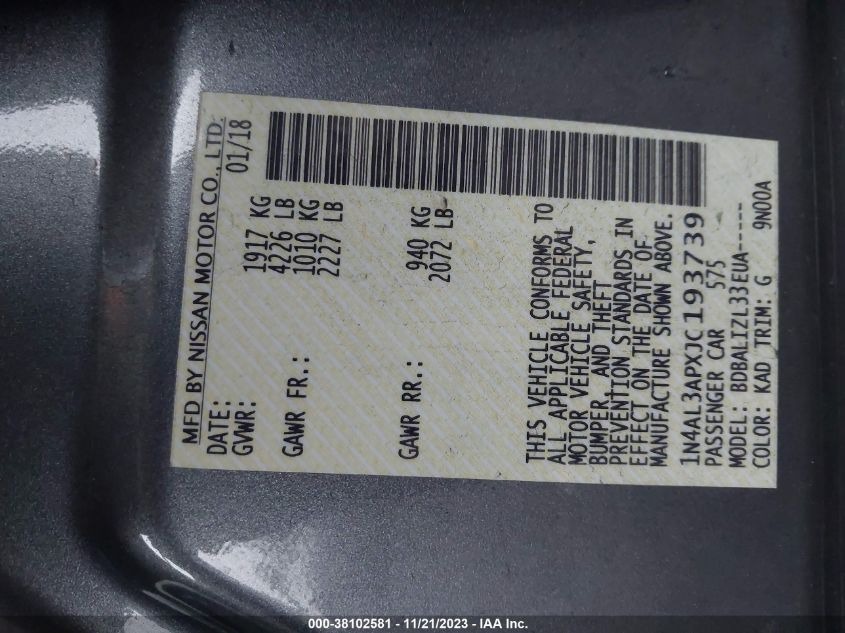 MFD BY NISSAN MOTOR CO., LTD.
DATE: 01/18
GVWR: 1917 KG
4226 LB
GAWR FR.: 1010 KG
2227 LB
GAWR RR.: 940 KG
2072 LB
THIS VEHICLE CONFORMS TO
ALL APPLICABLE FEDERAL
MOTOR VEHICLE SAFETY,
BUMPER, AND THEFT
PREVENTION STANDARDS IN
EFFECT ON THE DATE OF
MANUFACTURE SHOWN ABOVE.
1N4AL3APXJC193739
PASSENGER CAR 575
MODEL: BDBALIZL33EUA-----
COLOR: KAD TRIM: G 9N00A
000-38102581 - 11/21/2023 - IAA Inc.